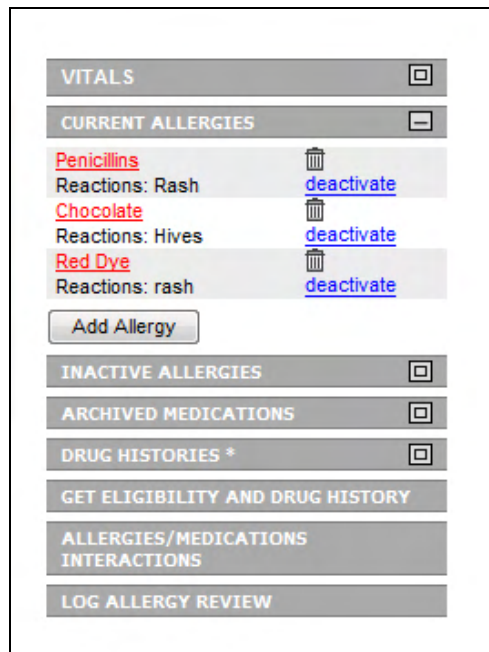 VITALS
CURRENT ALLERGIES
Penicillins
Reactions: Rash deactivate
Chocolate
Reactions: Hives deactivate
Red Dye
Reactions: rash deactivate
Add Allergy
INACTIVE ALLERGIES
ARCHIVED MEDICATIONS
DRUG HISTORIES *
GET ELIGIBILITY AND DRUG HISTORY
ALLERGIES/MEDICATIONS
INTERACTIONS
LOG ALLERGY REVIEW